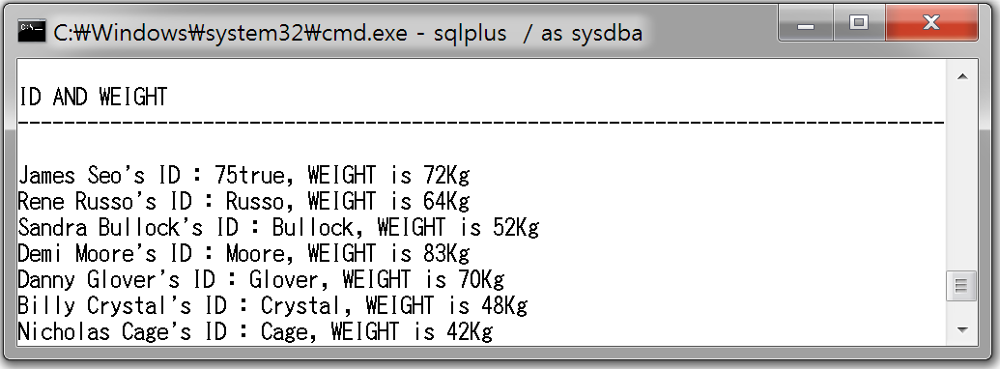 C:₩Windows₩system32₩cmd.exe - sqlplus  / as sysdba
ID AND WEIGHT
--------------------------------------------------------------------------------
James Seo's ID : 75true, WEIGHT is 72Kg
Rene Russo's ID : Russo, WEIGHT is 64Kg
Sandra Bullock's ID : Bullock, WEIGHT is 52Kg
Demi Moore's ID : Moore, WEIGHT is 83Kg
Danny Glover's ID : Glover, WEIGHT is 70Kg
Billy Crystal's ID : Crystal, WEIGHT is 48Kg
Nicholas Cage's ID : Cage, WEIGHT is 42Kg